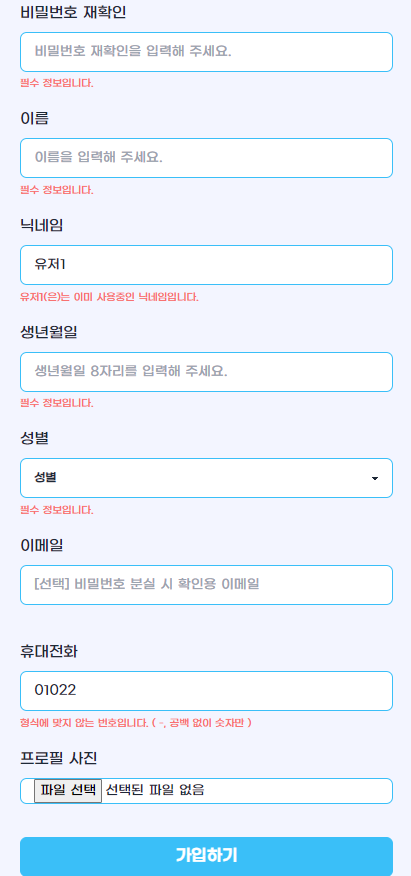 비밀번호 재확인
비밀번호 재확인을 입력해 주세요.
필수 정보입니다.
이름
이름을 입력해 주세요.
필수 정보입니다.
닉네임
유저1
유저1(은)는 이미 사용중인 닉네임입니다.
생년월일
생년월일 8자리를 입력해 주세요.
필수 정보입니다.
성별
성별
필수 정보입니다.
이메일
[선택] 비밀번호 분실 시 확인용 이메일
휴대전화
01022
형식에 맞지 않는 번호입니다. ( -, 공백 없이 숫자만 )
프로필 사진
파일 선택 선택된 파일 없음
가입하기